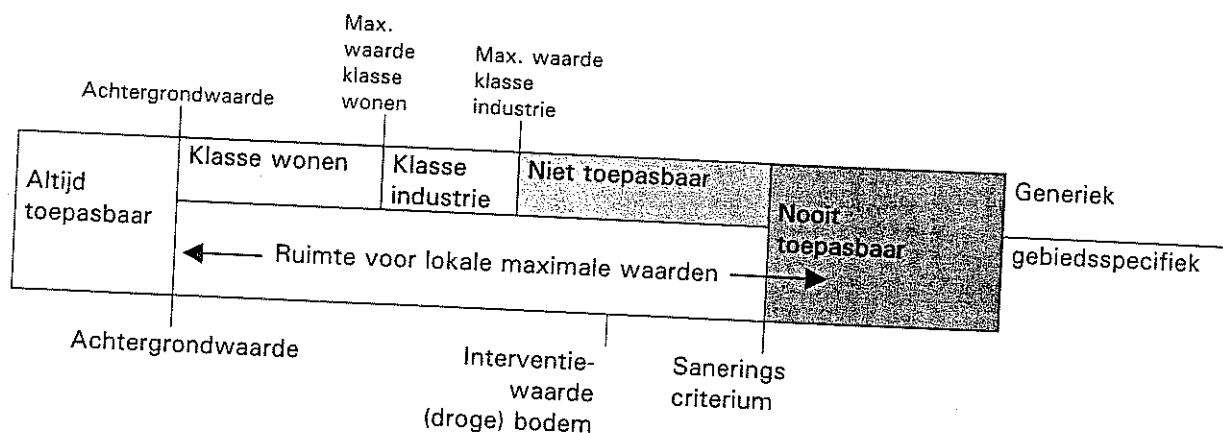 Max.
waarde
klasse
wonen
Max. waarde
klasse
industrie
Achtergrondwaarde
Altijd
toepasbaar
Klasse wonen
Klasse
industrie
Niet toepasbaar
Nooit
toepasbaar
Generiek
gebiedsspecifiek
Ruimte voor lokale maximale waarden
Achtergrondwaarde
Interventie-
waarde
(droge) bodem
Sanerings
criterium